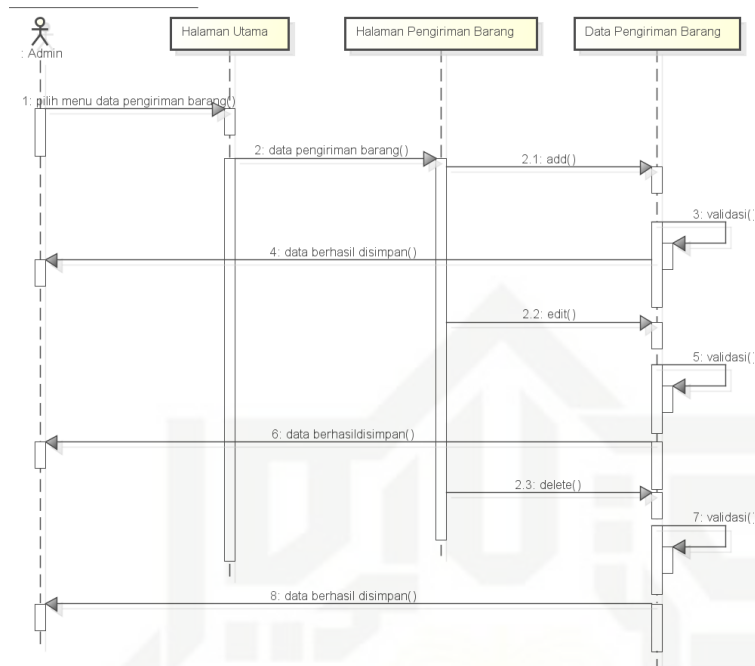 Halaman Utama
Halaman Pengiriman Barang
Data Pengiriman Barang
: Admin
1: pilih menu data pengiriman barang()
2: data pengiriman barang()
2.1: add()
3: validasi()
4: data berhasil disimpan()
2.2: edit()
5: validasi()
6: data berhasildisimpan()
2.3: delete()
7: validasi()
8: data berhasil disimpan()